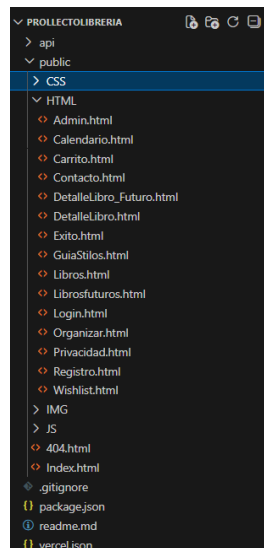 PROLLECTOLIBRERIA
api
public
CSS
HTML
Admin.html
Calendario.html
Carrito.html
Contacto.html
DetalleLibro_Futuro.html
DetalleLibro.html
Exito.html
GuiaStilos.html
Libros.html
Librosfuturos.html
Login.html
Organizar.html
Privacidad.html
Registro.html
Wishlist.html
IMG
JS
404.html
Index.html
.gitignore
package.json
readme.md
vercel.json